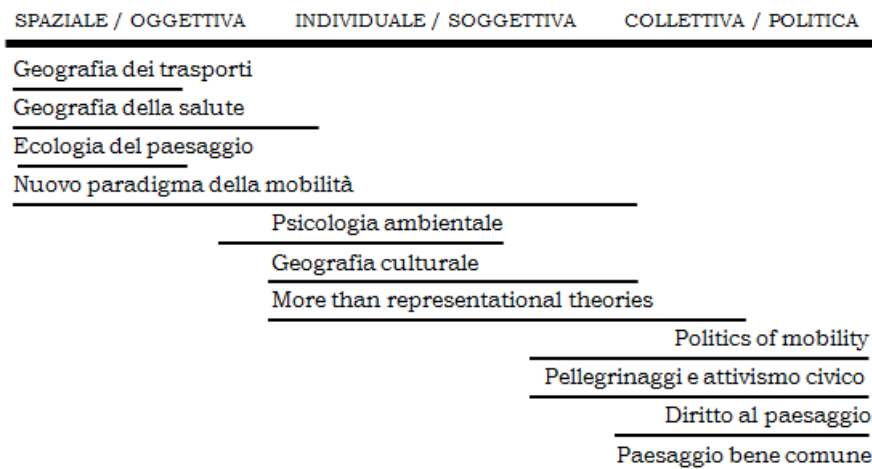 SPAZIALE / OGGETTIVA INDIVIDUALE / SOGGETTIVA COLLETTIVA / POLITICA
Geografia dei trasporti
Geografia della salute
Ecologia del paesaggio
Nuovo paradigma della mobilità
Psicologia ambientale
Geografia culturale
More than representational theories
Politics of mobility
Pellegrinaggi e attivismo civico
Diritto al paesaggio
Paesaggio bene comune